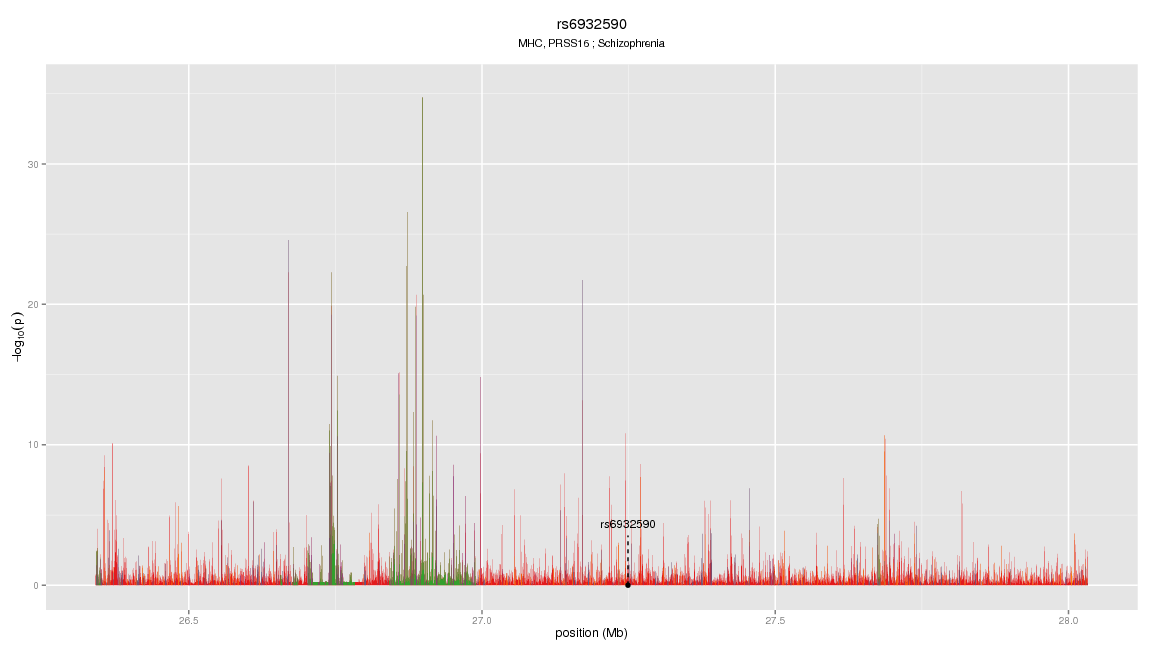 rs6932590
MHC, PRSS16 ; Schizophrenia
−log10(p)
30
20
10
0
rs6932590
26.5
27.0
27.5
28.0
position (Mb)